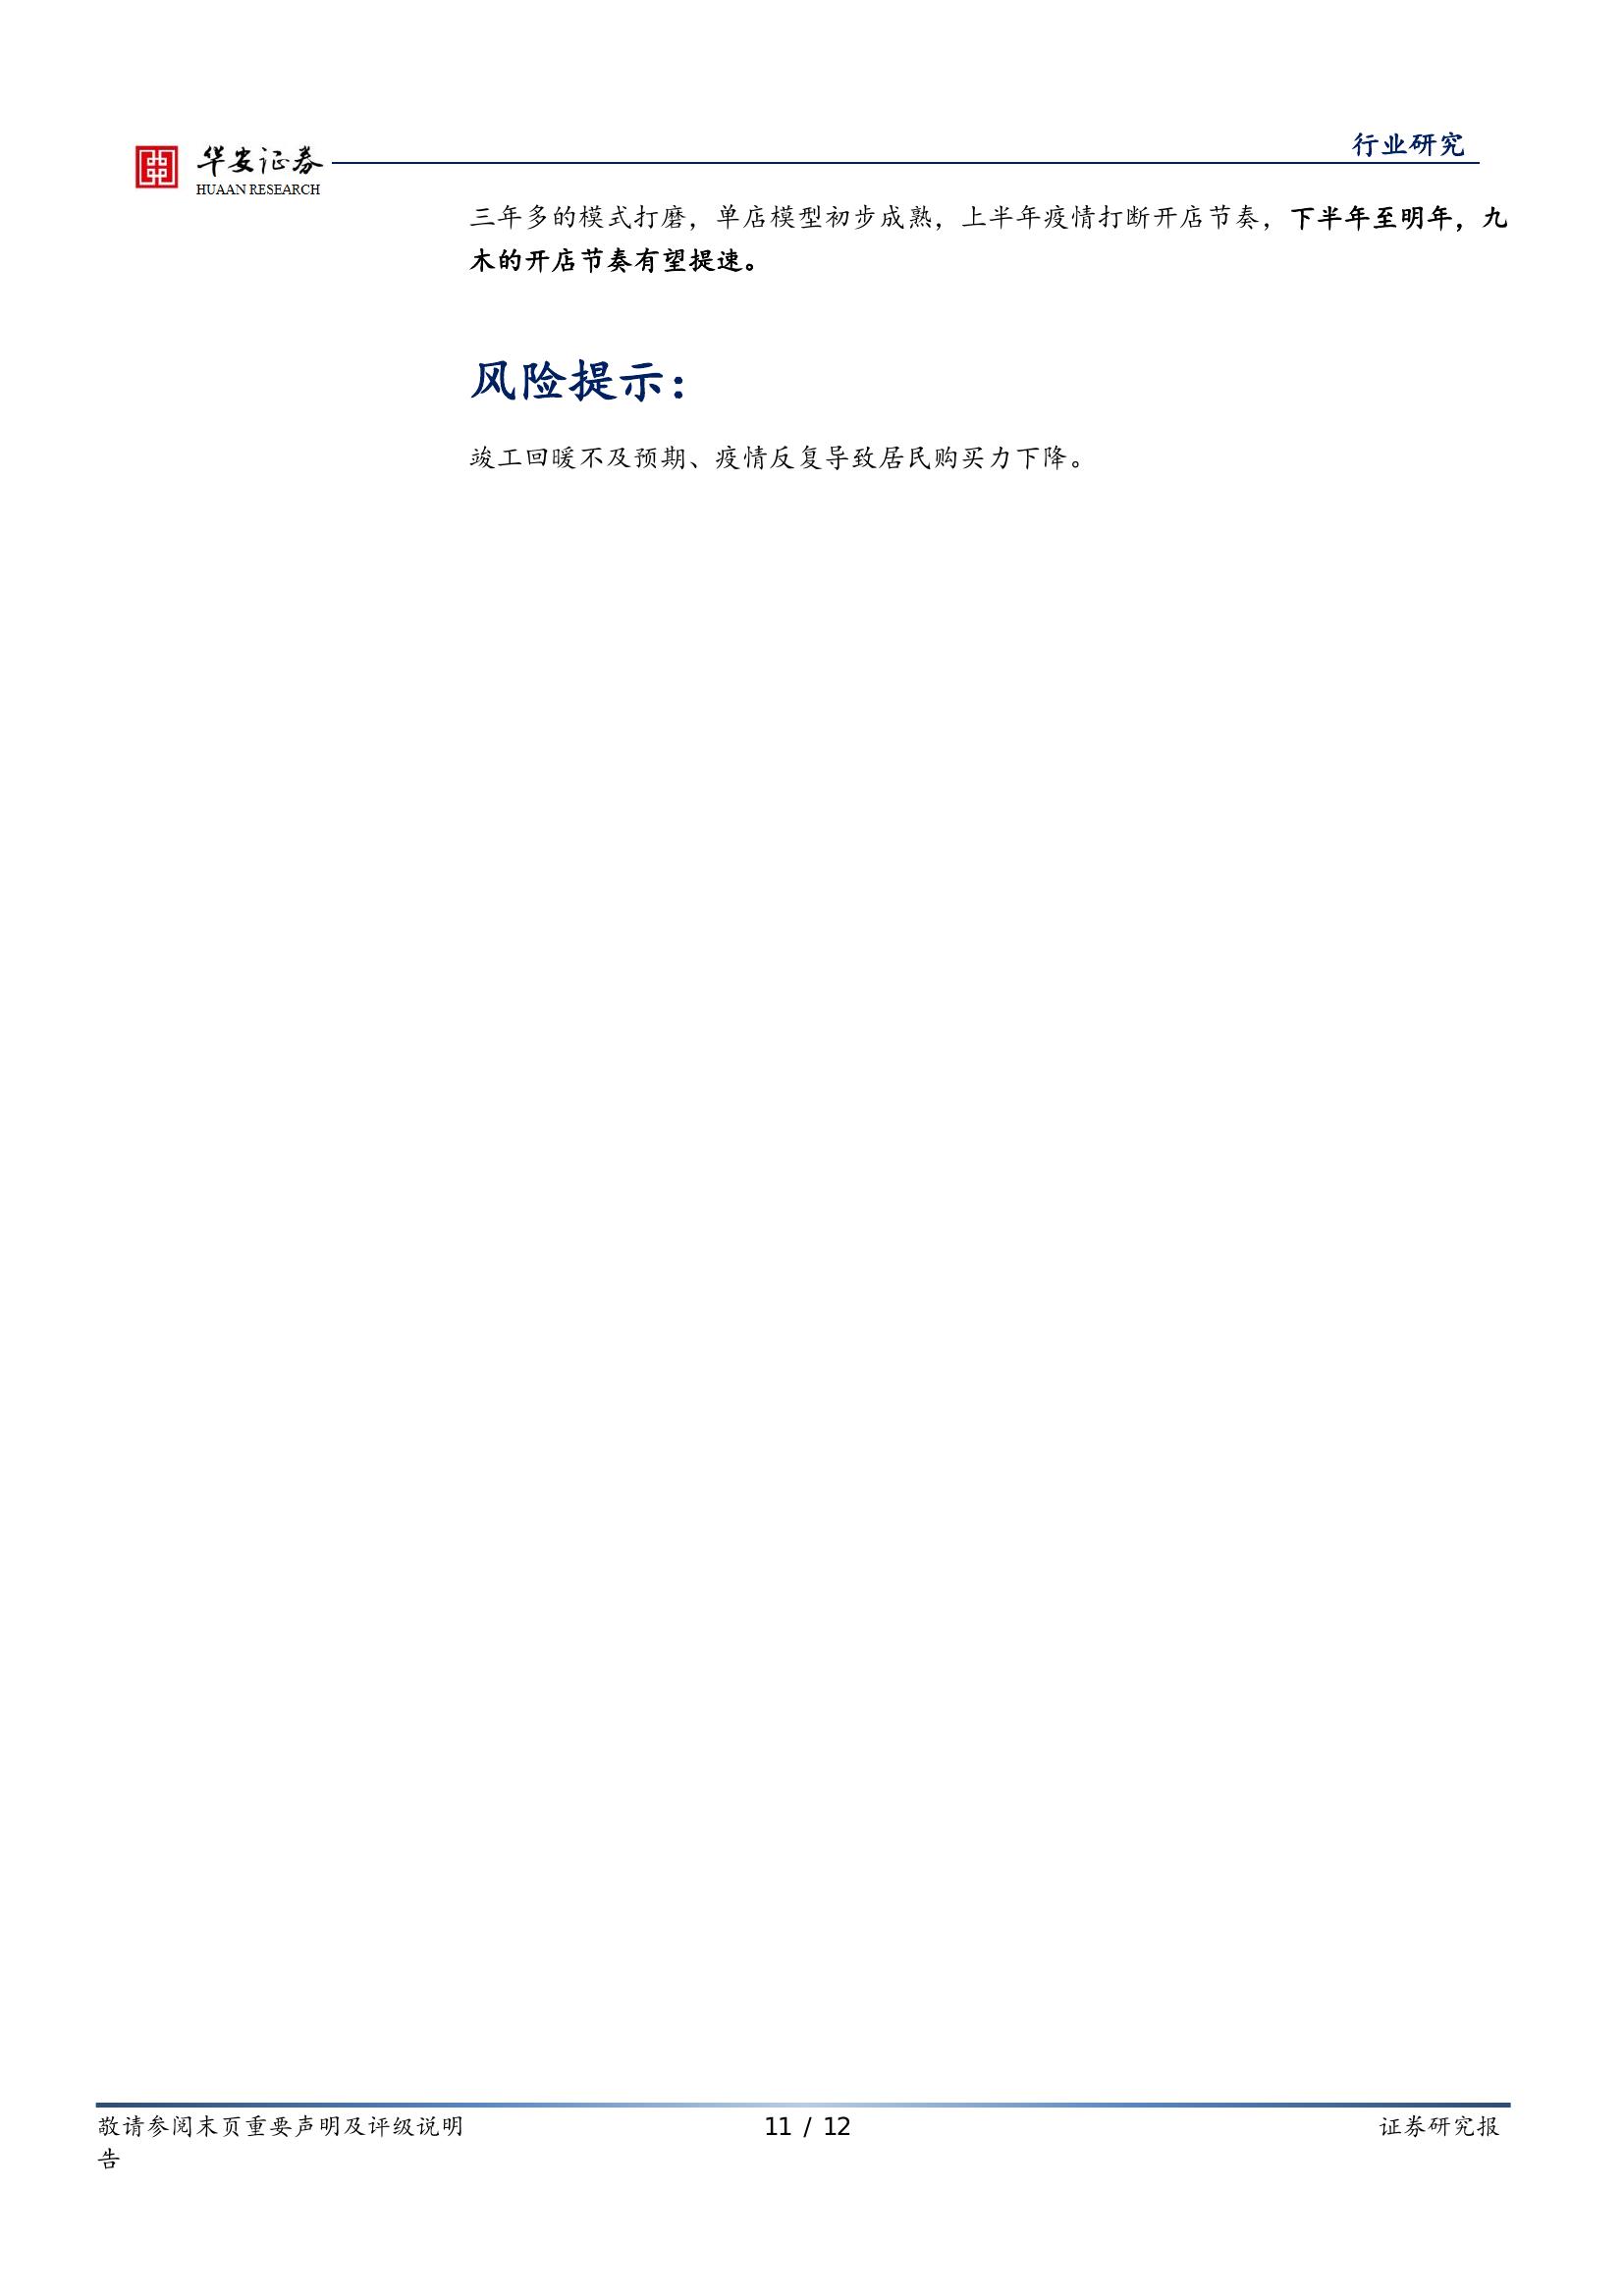 华安证券
HUAAN RESEARCH
行业研究
三年多的模式打磨，单店模型初步成熟，上半年疫情打断开店节奏，下半年至明年，九
木的开店节奏有望提速。
风险提示：
竣工回暖不及预期、疫情反复导致居民购买力下降。
敬请参阅末页重要声明及评级说明 11 / 12 证券研究报
告